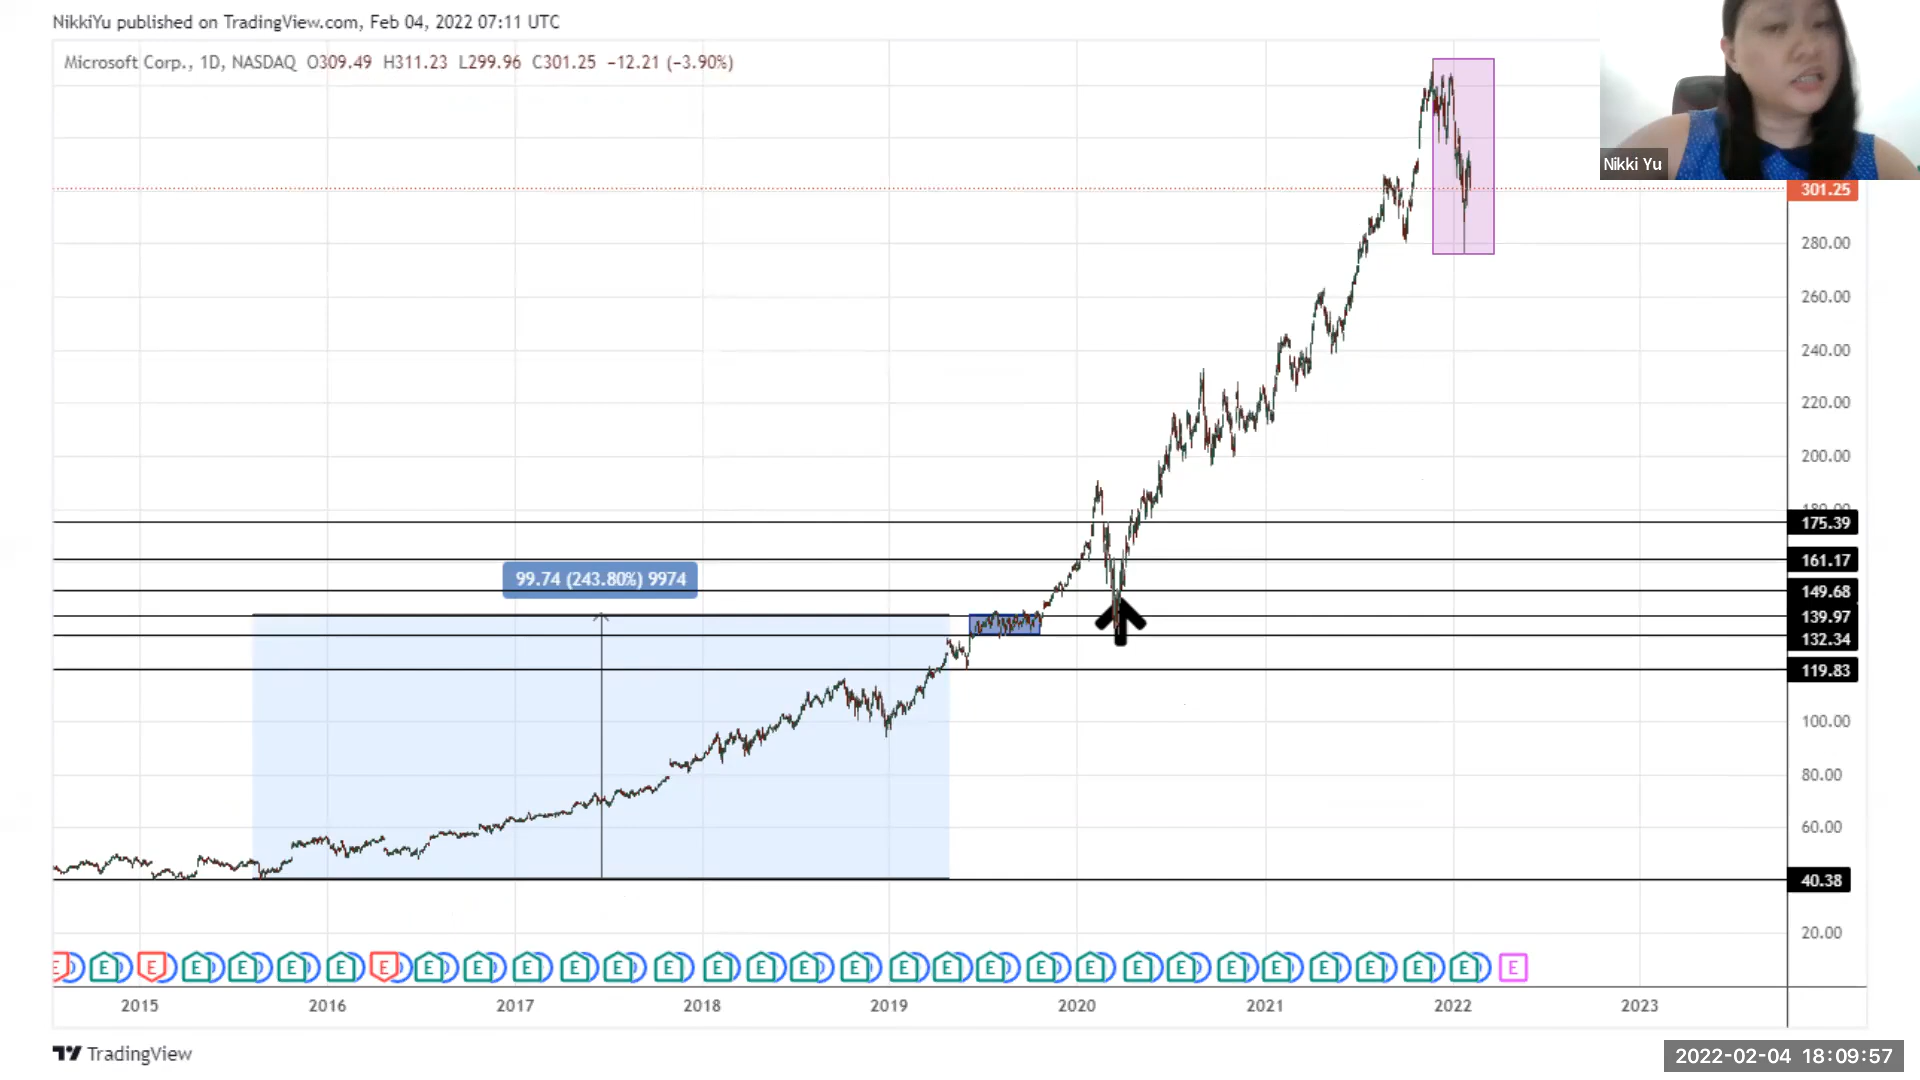 NikkiYu published on TradingView.com, Feb 04, 2022 07:11 UTC
Microsoft Corp., 1D, NASDAQ O309.49 H311.23 L299.96 C301.25 −12.21 (−3.90%)
Nikki Yu
301.25
280.00
260.00
240.00
220.00
200.00
180.00
175.39
161.17
99.74 (243.80%) 9974
149.68
139.97
132.34
119.83
100.00
80.00
60.00
40.38
20.00
E E E E E E E E E E E E E E E E E E E E E E E E E E E E E E E E
2015 2016 2017 2018 2019 2020 2021 2022 2023
TradingView
2022-02-04 18:09:57